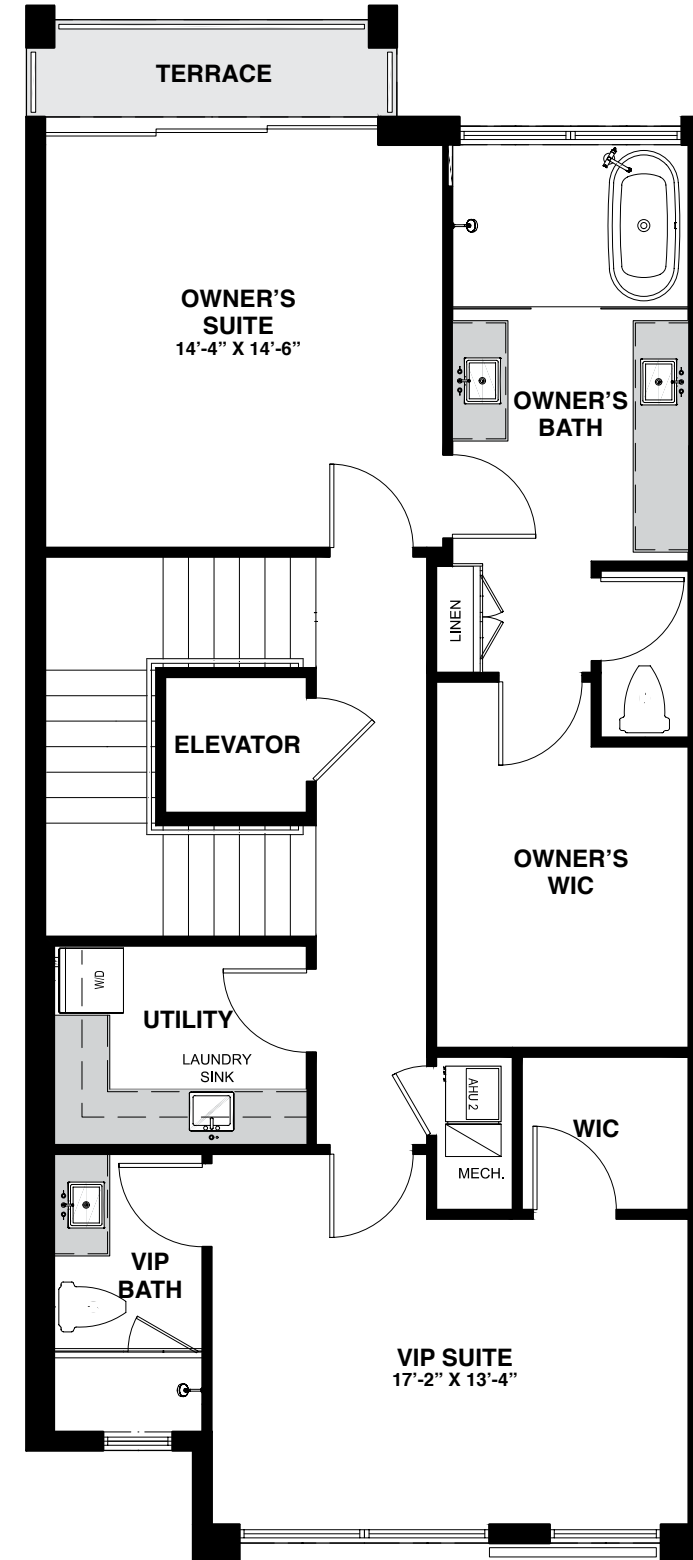 TERRACE
OWNER’S
SUITE
14’-4” X 14’-6”
OWNER’S
BATH
LINEN
ELEVATOR
OWNER’S
WIC
W/D
UTILITY
LAUNDRY
SINK
AHU 2
MECH.
WIC
VIP
BATH
VIP SUITE
17’-2” X 13’-4”